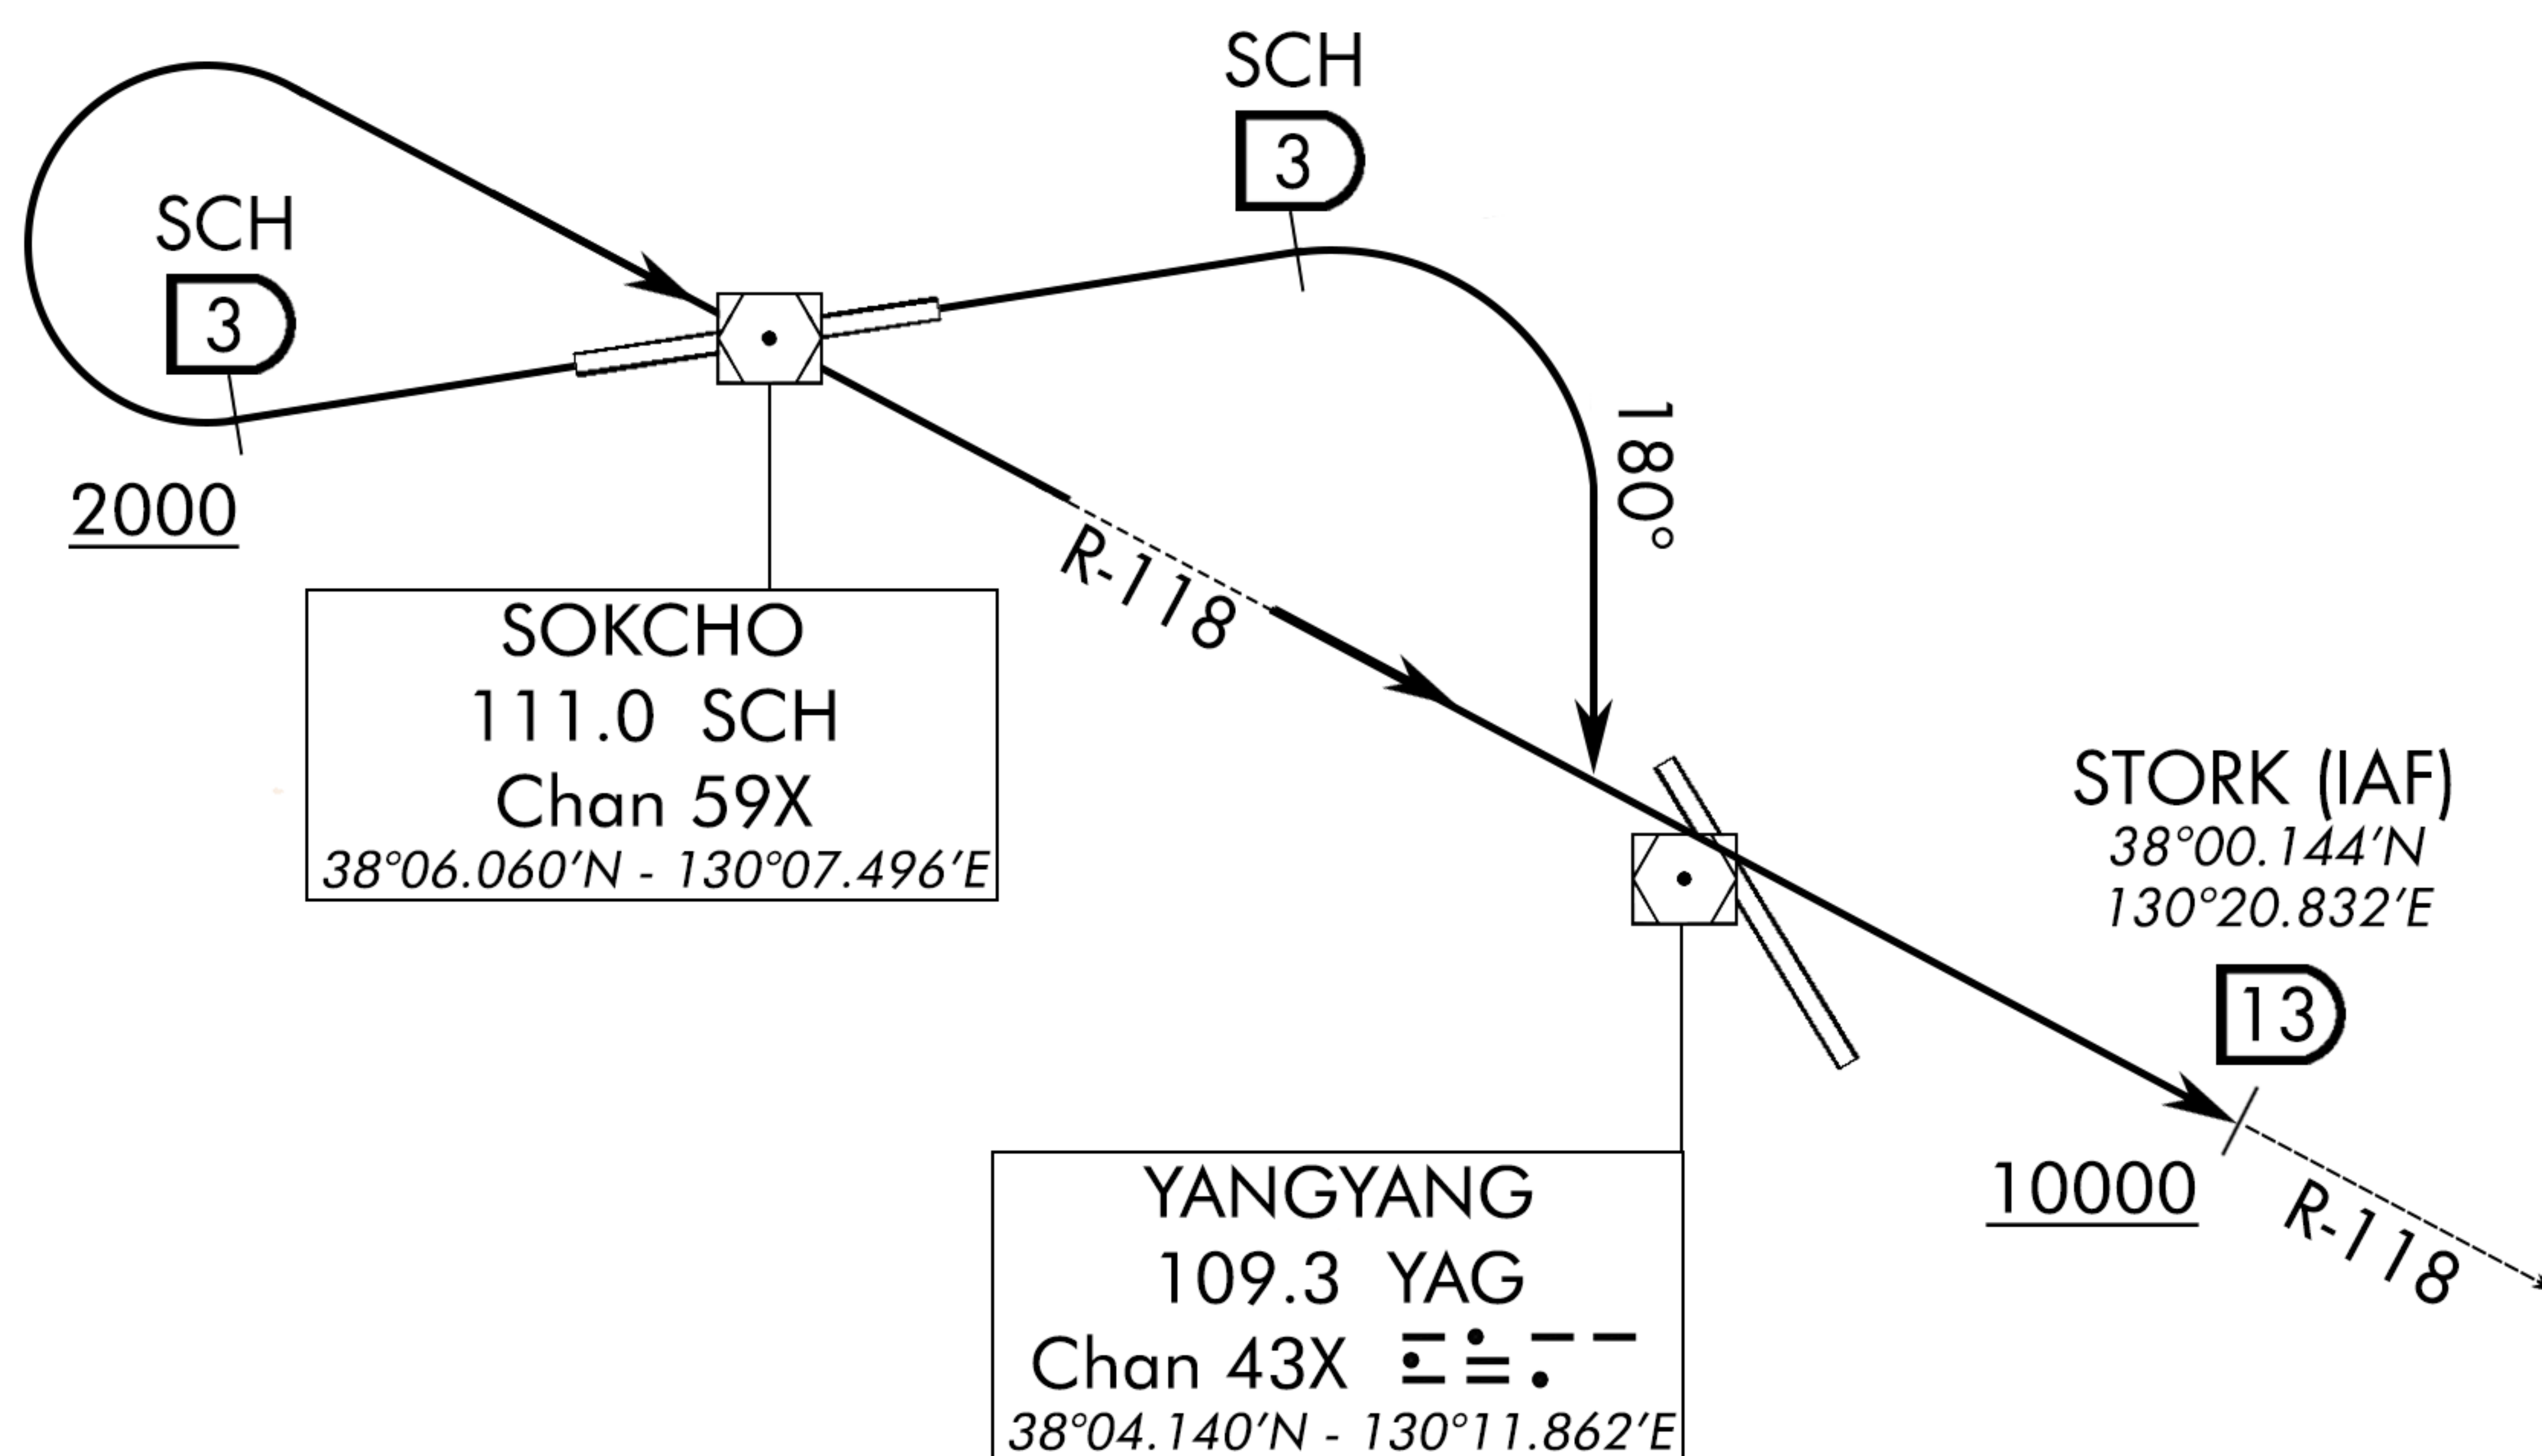 SCH
3
SCH
3
2000
180°
R-118
SOKCHO
111.0 SCH
Chan 59X
38°06.060'N - 130°07.496'E
STORK (IAF)
38°00.144'N
130°20.832'E
13
10000
R-118
YANGYANG
109.3 YAG
Chan 43X
38°04.140'N - 130°11.862'E